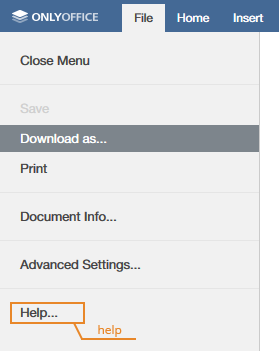 ONLYOFFICE File Home Insert
Close Menu
Save
Download as...
Print
Document Info...
Advanced Settings...
Help...
help